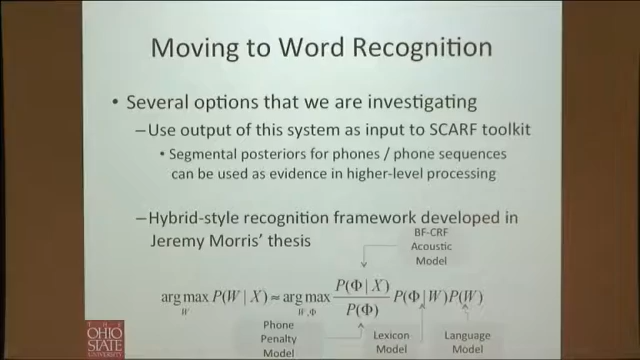 Moving to Word Recognition
• Several options that we are investigating
–Use output of this system as input to SCARF toolkit
• Segmental posteriors for phones / phone sequences
can be used as evidence in higher-level processing
–Hybrid-style recognition framework developed in
Jeremy Morris' thesis
BF-CRF
Acoustic
Model
arg max_W P(W | X) ≈ arg max_{W,Φ} P(Φ | X) / P(Φ) P(Φ | W) P(W)
Phone
Penalty
Model
Lexicon
Model
Language
Model
THE
OHIO
STATE
UNIVERSITY